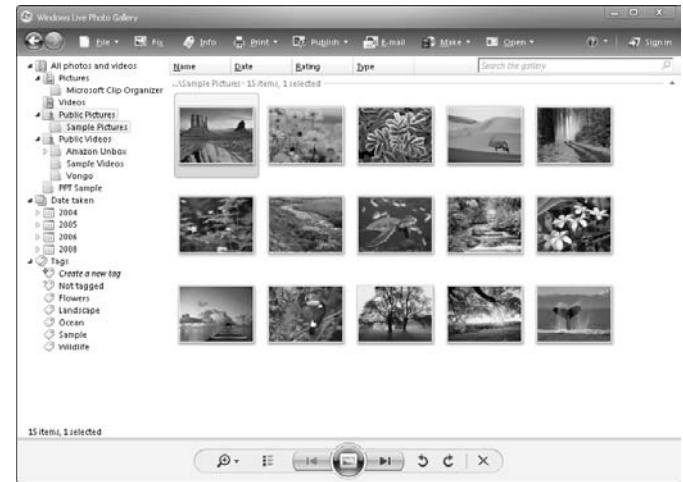 Windows Live Photo Gallery
File Fix Info Print Publish E-mail Make Open Sign in
All photos and videos
Pictures
Microsoft Clip Organizer
Videos
Public Pictures
Sample Pictures
Public Videos
Amazon Unbox
Sample Videos
Vongo
PPT Sample
Date taken
2004
2005
2006
2008
Tags
Create a new tag
Not tagged
Flowers
Landscape
Ocean
Sample
Wildlife
Name Date Rating Type Search the gallery
...\Sample Pictures - 15 items, 1 selected
15 items, 1 selected